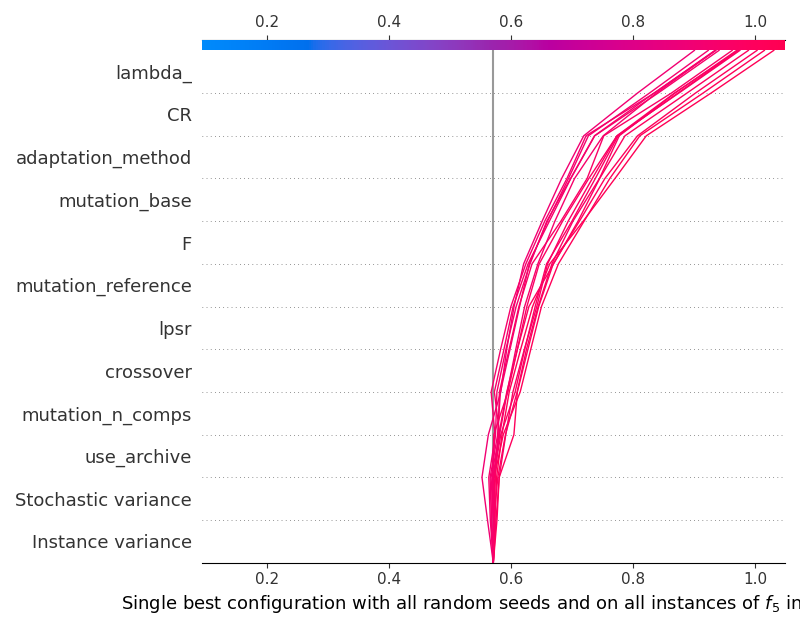 0.2 0.4 0.6 0.8 1.0
lambda_
CR
adaptation_method
mutation_base
F
mutation_reference
lpsr
crossover
mutation_n_comps
use_archive
Stochastic variance
Instance variance
0.2 0.4 0.6 0.8 1.0
Single best configuration with all random seeds and on all instances of f₅ in